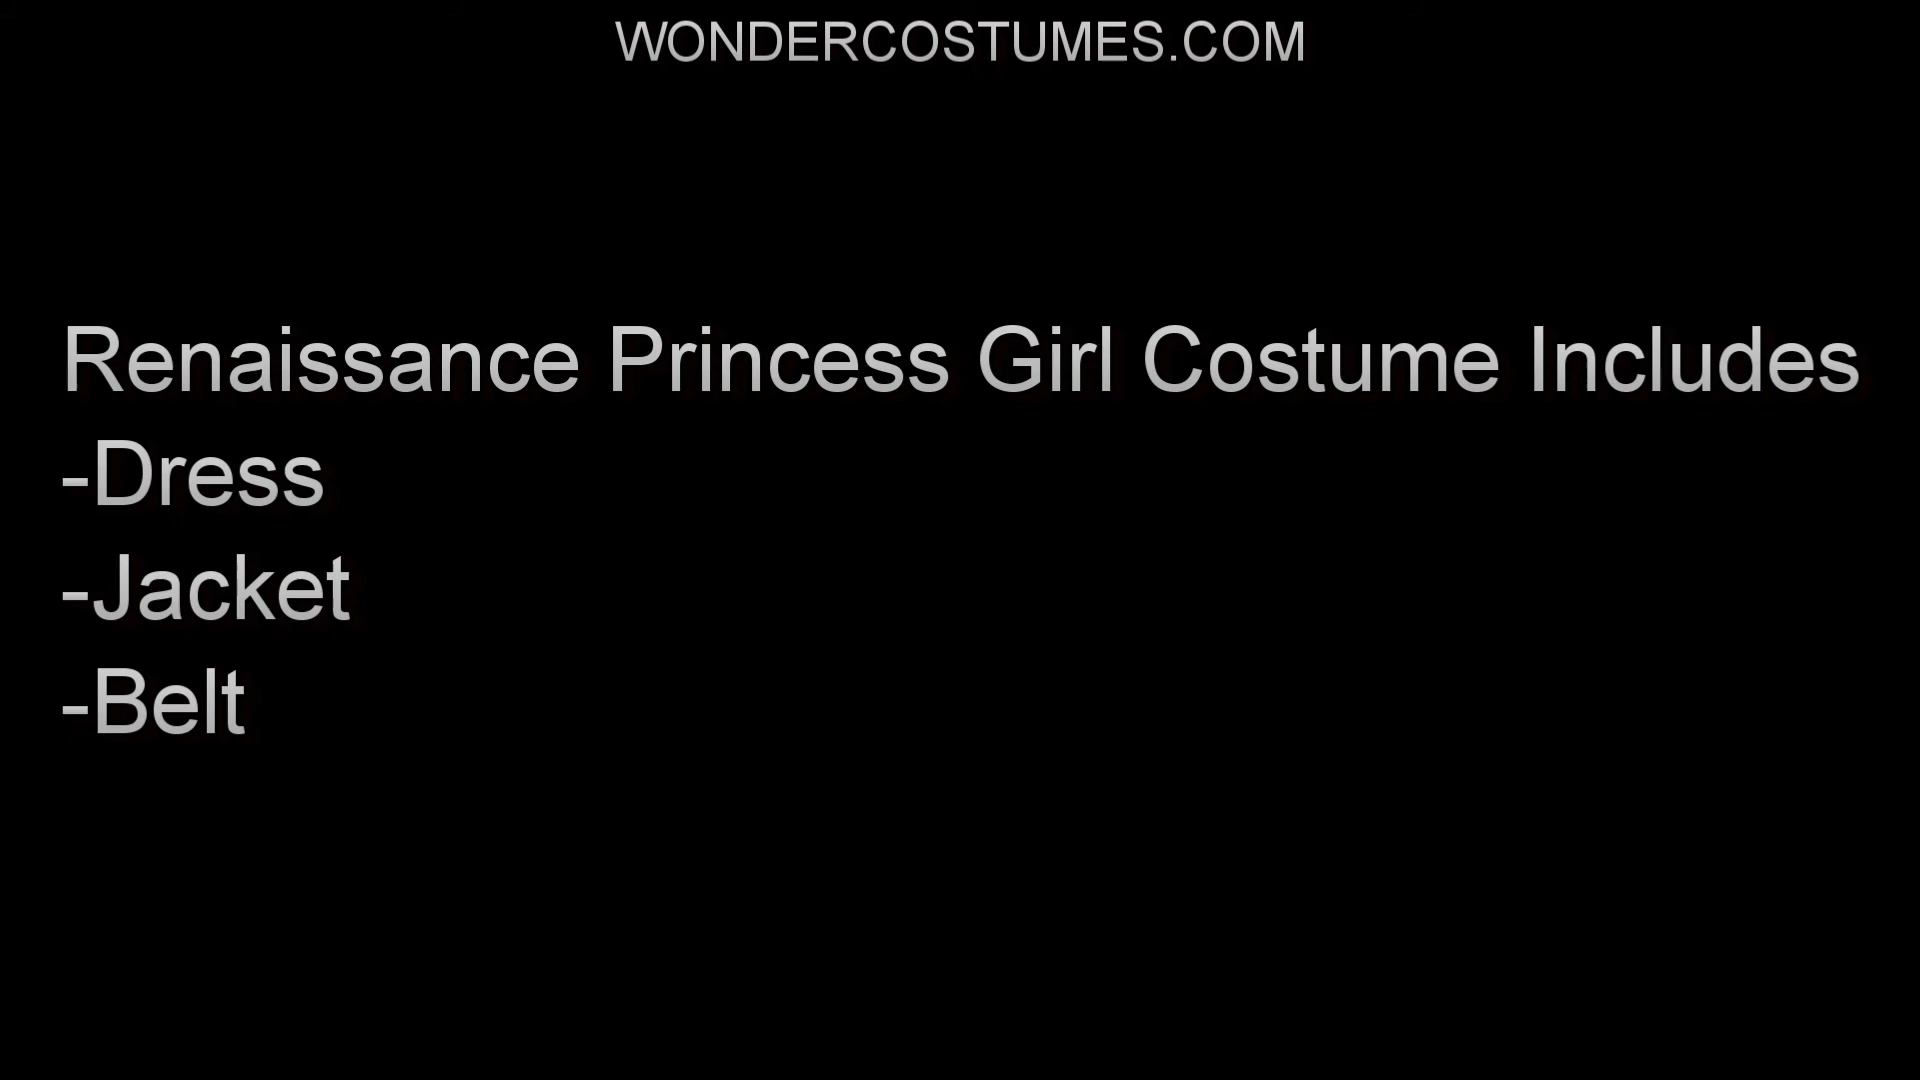 WONDERCOSTUMES.COM
Renaissance Princess Girl Costume Includes
-Dress
-Jacket
-Belt